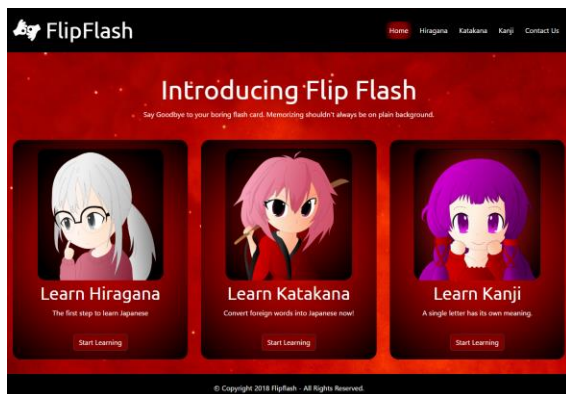 FlipFlash
Home Hiragana Katakana Kanji Contact Us
Introducing Flip Flash
Say Goodbye to your boring flash card. Memorizing shouldn't always be on plain background.
Learn Hiragana
The first step to learn Japanese
Start Learning
Learn Katakana
Convert foreign words into Japanese now!
Start Learning
Learn Kanji
A single letter has its own meaning.
Start Learning
© Copyright 2018 Flipflash - All Rights Reserved.